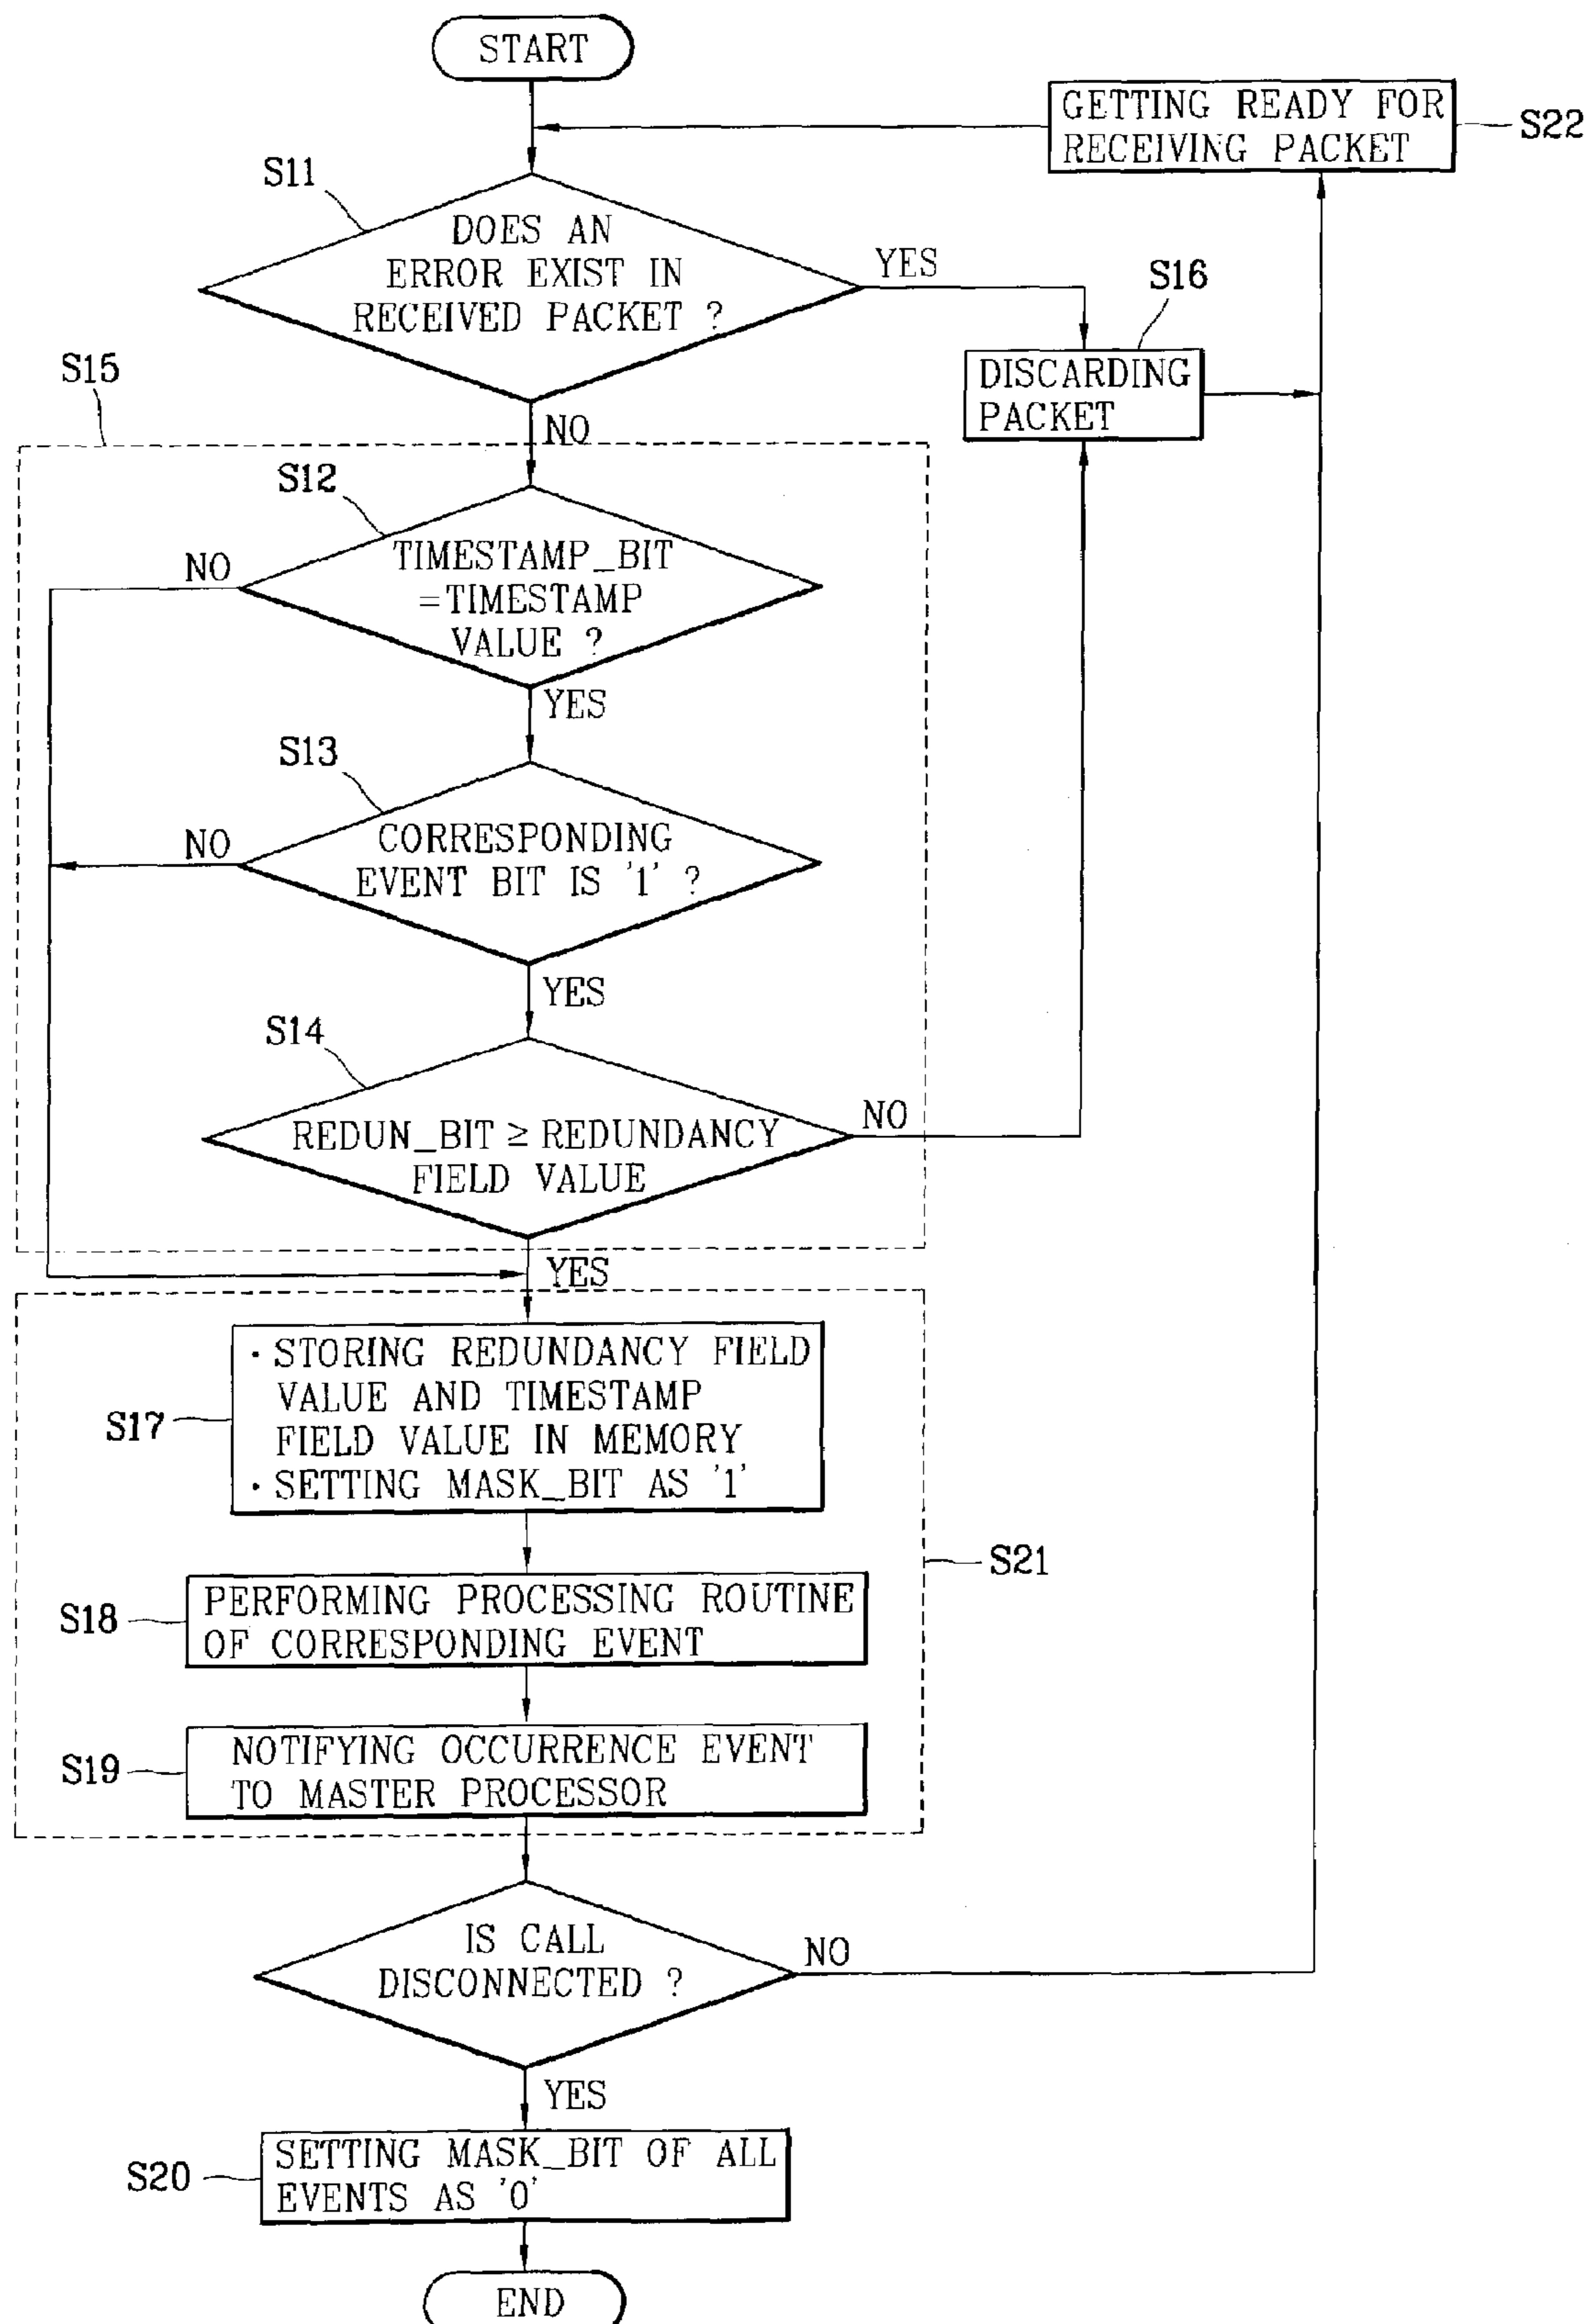 START
GETTING READY FOR
RECEIVING PACKET
S22
S11
DOES AN
ERROR EXIST IN
RECEIVED PACKET ?
YES
S16
DISCARDING
PACKET
NO
S15
S12
TIMESTAMP_BIT
=TIMESTAMP
VALUE ?
NO
YES
S13
CORRESPONDING
EVENT BIT IS '1' ?
NO
YES
S14
REDUN_BIT ≥ REDUNDANCY
FIELD VALUE
NO
YES
S17
· STORING REDUNDANCY FIELD
VALUE AND TIMESTAMP
FIELD VALUE IN MEMORY
· SETTING MASK_BIT AS '1'
S21
S18
PERFORMING PROCESSING ROUTINE
OF CORRESPONDING EVENT
S19
NOTIFYING OCCURRENCE EVENT
TO MASTER PROCESSOR
IS CALL
DISCONNECTED ?
NO
YES
S20
SETTING MASK_BIT OF ALL
EVENTS AS '0'
END